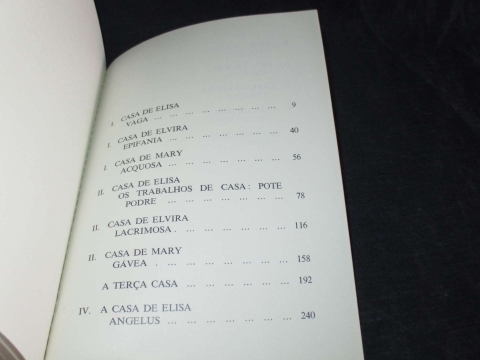 I CASA DE ELISA
VAGA ... ... ... ... ... ... ... ... 9
I. CASA DE ELVIRA
EPIFANIA ... ... ... ... ... ... ... 40
I. CASA DE MARY
ACQUOSA ... ... ... ... ... ... ... 56
II. CASA DE ELISA
OS TRABALHOS DE CASA: POTE
PODRE ... ... ... ... ... ... ... 78
II. CASA DE ELVIRA
LACRIMOSA . ... ... ... ... ... ... 116
II. CASA DE MARY
GÁVEA . ... ... ... ... ... ... ... 158
A TERÇA CASA ... ... ... ... ... ... 192
IV. A CASA DE ELISA
ANGELUS ... ... ... ... ... ... ... 240